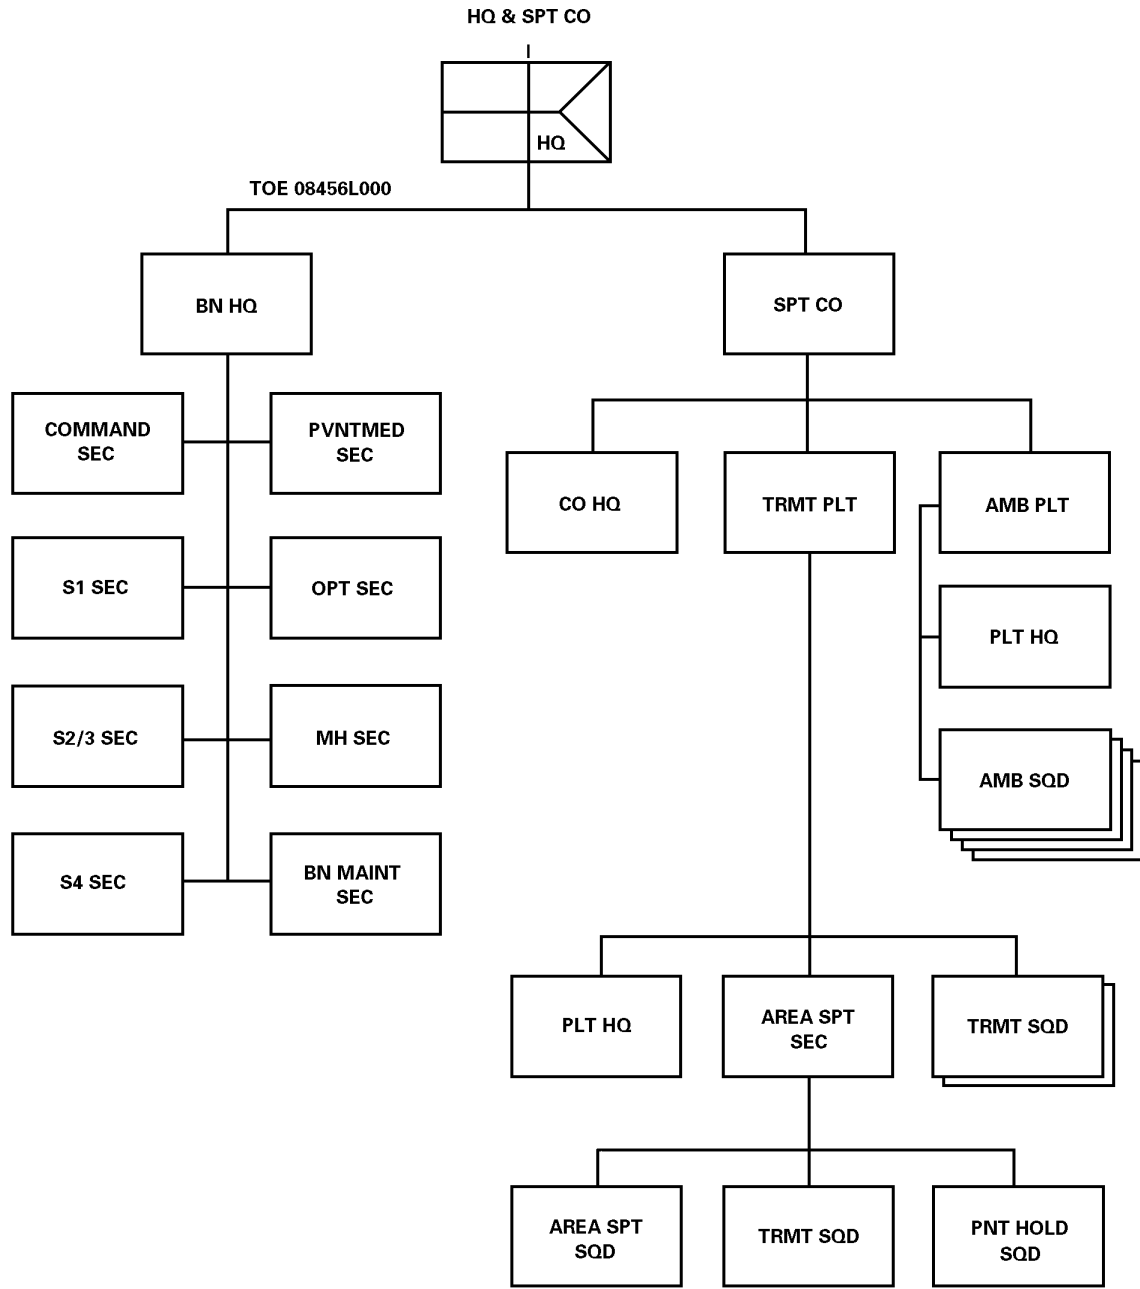 HQ & SPT CO
HQ
TOE 08456L000
BN HQ
SPT CO
COMMAND
SEC
PVNTMED
SEC
CO HQ
TRMT PLT
AMB PLT
S1 SEC
OPT SEC
PLT HQ
S2/3 SEC
MH SEC
AMB SQD
S4 SEC
BN MAINT
SEC
PLT HQ
AREA SPT
SEC
TRMT SQD
AREA SPT
SQD
TRMT SQD
PNT HOLD
SQD